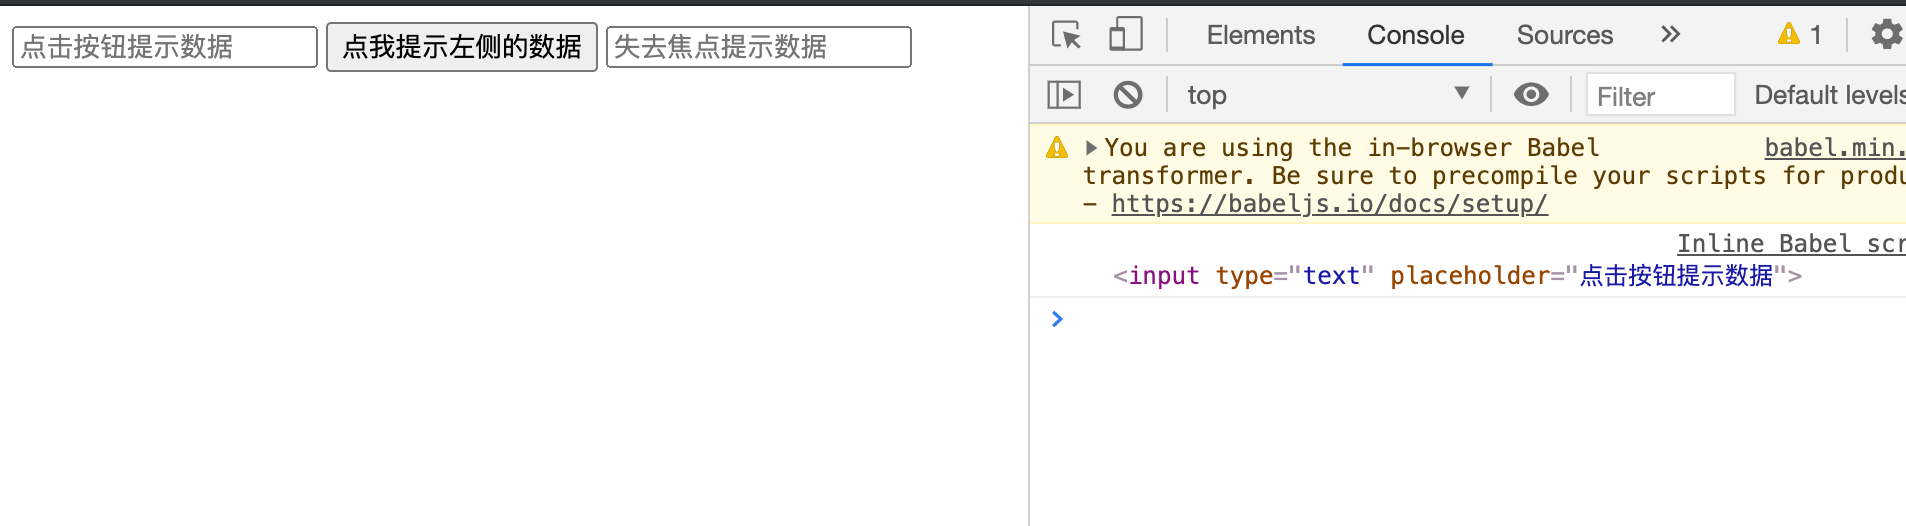 点击按钮提示数据 点我提示左侧的数据 失去焦点提示数据
Elements Console Sources 1
top Filter Default levels
You are using the in-browser Babel babel.min.
transformer. Be sure to precompile your scripts for produ
– https://babeljs.io/docs/setup/
Inline Babel scr
<input type="text" placeholder="点击按钮提示数据">